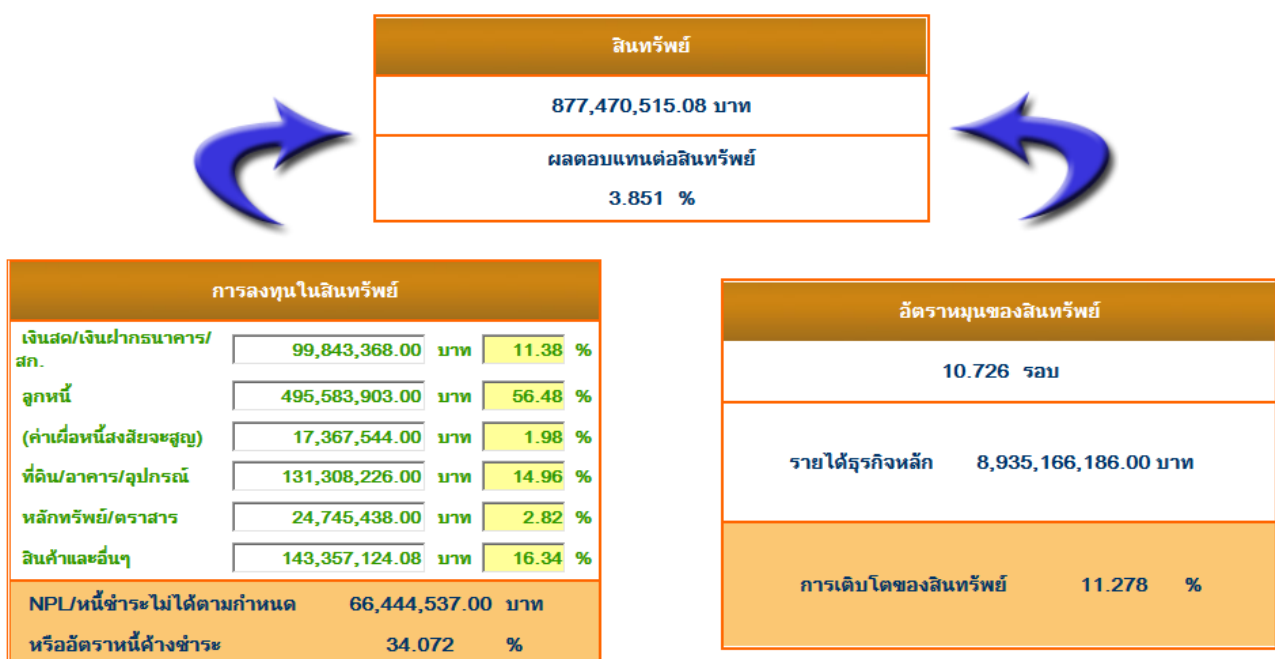 สินทรัพย์
877,470,515.08 บาท
ผลตอบแทนต่อสินทรัพย์
3.851 %
การลงทุนในสินทรัพย์
เงินสด/เงินฝากธนาคาร/
สก. 99,843,368.00 บาท 11.38 %
ลูกหนี้ 495,583,903.00 บาท 56.48 %
(ค่าเผื่อหนี้สงสัยจะสูญ) 17,367,544.00 บาท 1.98 %
ที่ดิน/อาคาร/อุปกรณ์ 131,308,226.00 บาท 14.96 %
หลักทรัพย์/ตราสาร 24,745,438.00 บาท 2.82 %
สินค้าและอื่นๆ 143,357,124.08 บาท 16.34 %
NPL/หนี้ชำระไม่ได้ตามกำหนด 66,444,537.00 บาท
หรืออัตราหนี้ค้างชำระ 34.072 %
อัตราหมุนของสินทรัพย์
10.726 รอบ
รายได้ธุรกิจหลัก 8,935,166,186.00 บาท
การเติบโตของสินทรัพย์ 11.278 %